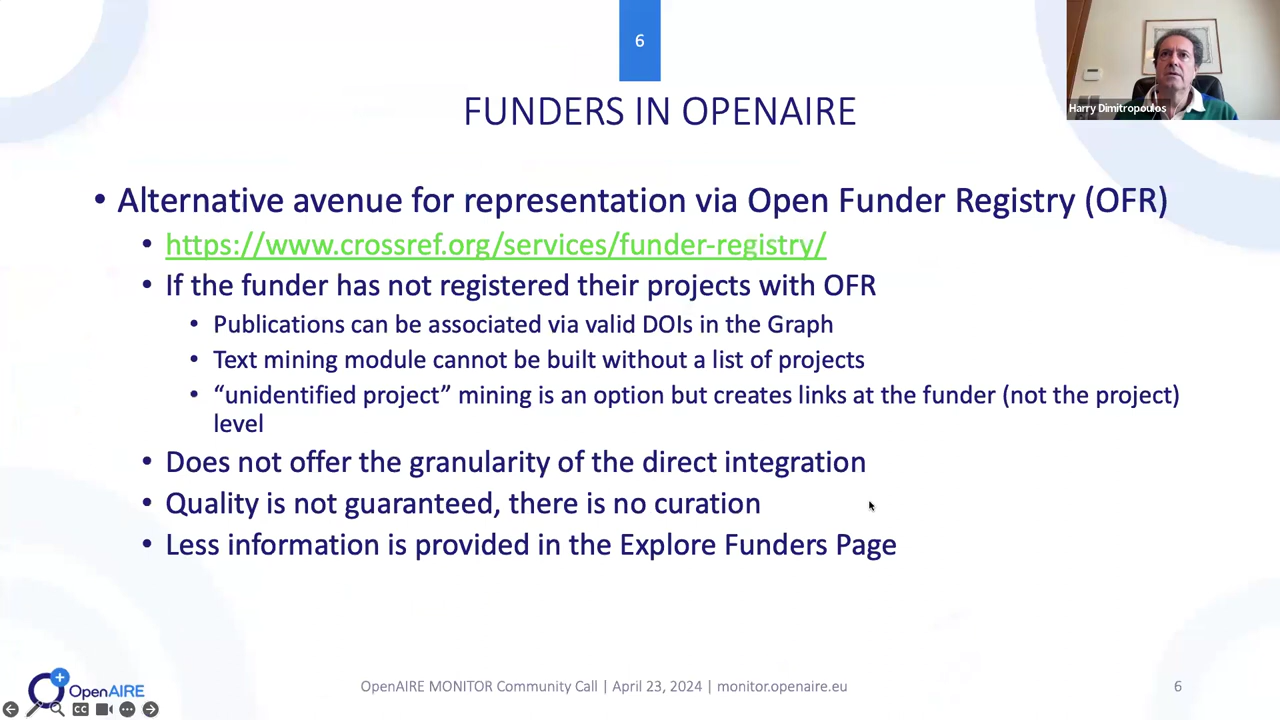 6
Harry Dimitropoulos
FUNDERS IN OPENAIRE
• Alternative avenue for representation via Open Funder Registry (OFR)
• https://www.crossref.org/services/funder-registry/
• If the funder has not registered their projects with OFR
• Publications can be associated via valid DOIs in the Graph
• Text mining module cannot be built without a list of projects
• “unidentified project” mining is an option but creates links at the funder (not the project)
level
• Does not offer the granularity of the direct integration
• Quality is not guaranteed, there is no curation
• Less information is provided in the Explore Funders Page
OpenAIRE
CC
OpenAIRE MONITOR Community Call | April 23, 2024 | monitor.openaire.eu
6